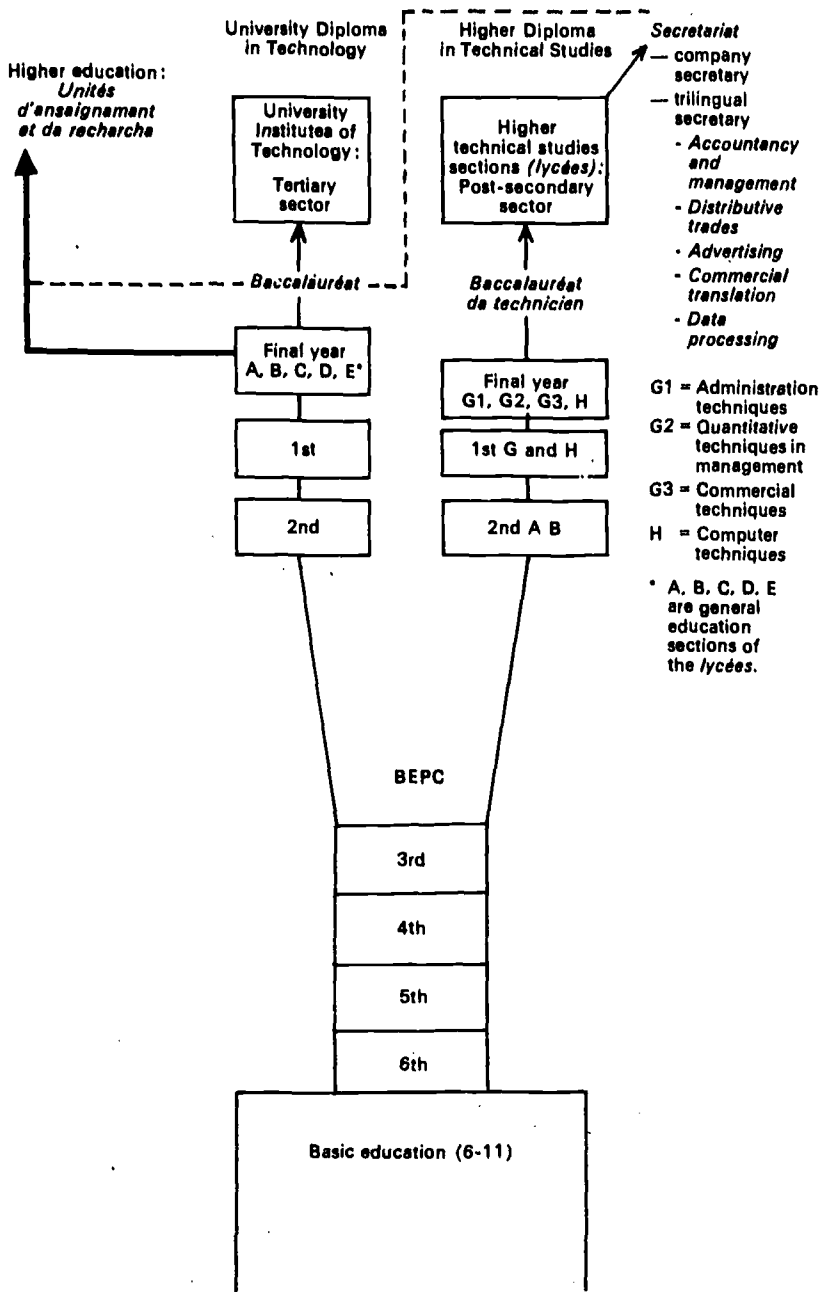 University Diploma
in Technology
Higher Diploma
in Technical Studies
Secretariat
— company
secretary
— trilingual
secretary
- Accountancy
and
management
- Distributive
trades
- Advertising
- Commercial
translation
- Data
processing
Higher education:
Unités
d'ansaignamant
et da recharcha
University
Institutes of
Technology:
Tertiary
sector
Higher
technical studies
sections (lycées):
Post-secondary
sector
Baccalauréat
Baccalauréat
da technicien
Final year
A, B, C, D, E*
Final year
G1, G2, G3, H
1st
1st G and H
2nd
2nd A B
G1 = Administration
techniques
G2 = Quantitative
techniques in
management
G3 = Commercial
techniques
H = Computer
techniques
* A, B, C, D, E
are general
education
sections of
the lycées.
BEPC
3rd
4th
5th
6th
Basic education (6-11)